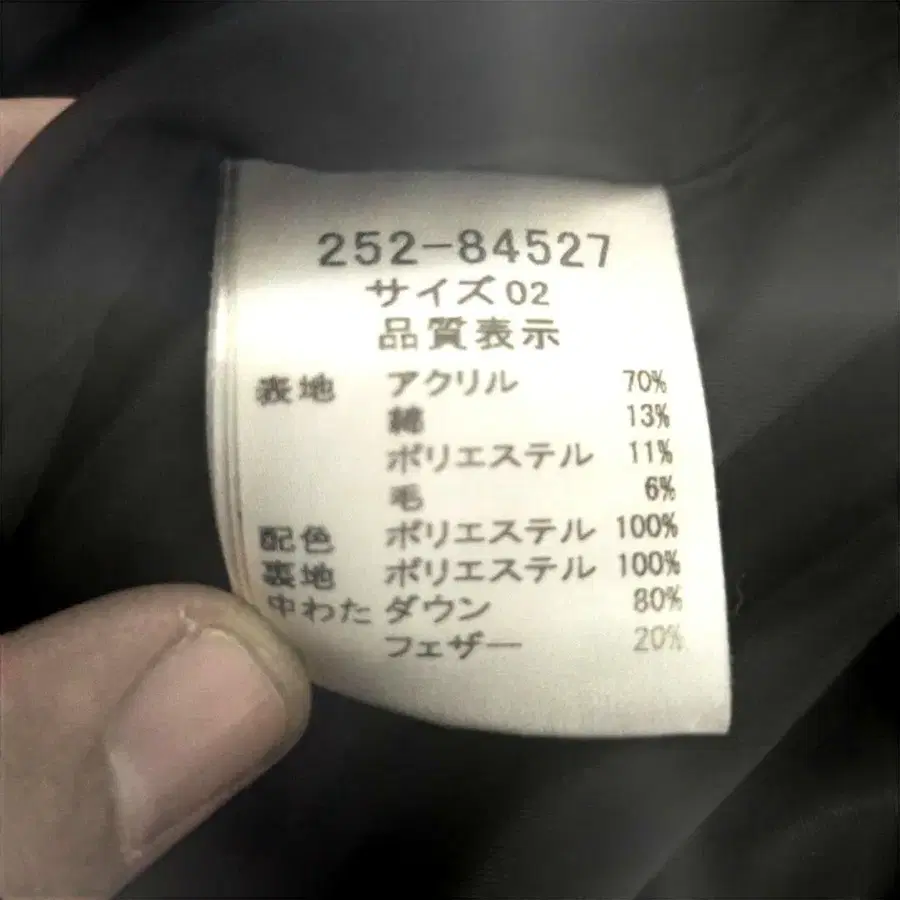 252-84527
サイズ02
品質表示
表地 アクリル 70%
綿 13%
ポリエステル 11%
毛 6%
配色 ポリエステル 100%
裏地 ポリエステル 100%
中わた ダウン 80%
フェザー 20%